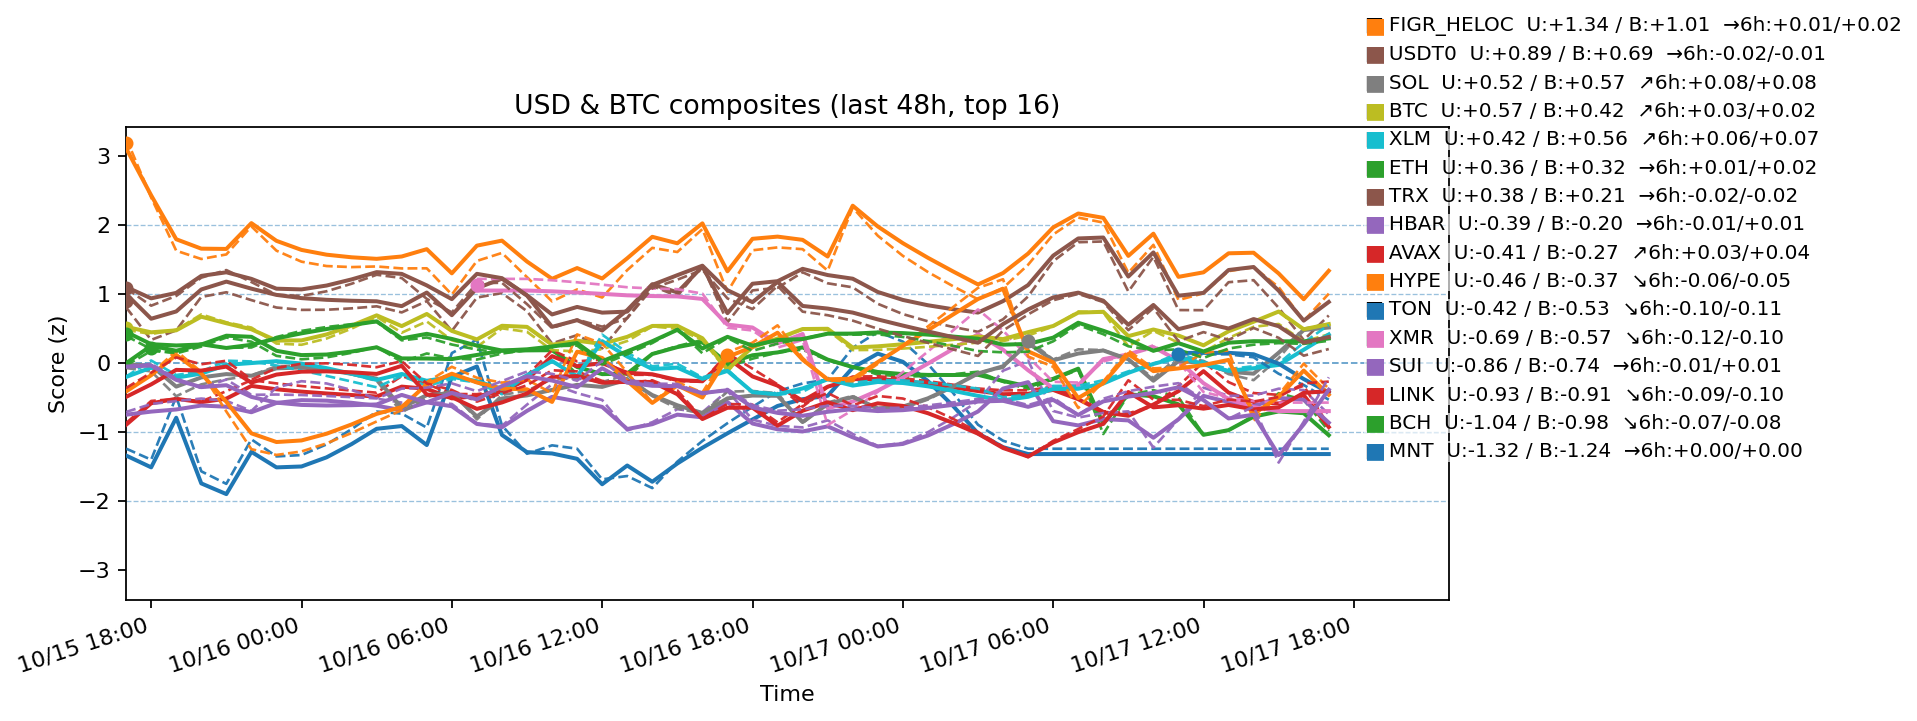 FIGR_HELOC  U:+1.34 / B:+1.01  →6h:+0.01/+0.02
USDT0  U:+0.89 / B:+0.69  →6h:-0.02/-0.01
SOL  U:+0.52 / B:+0.57  ↗6h:+0.08/+0.08
BTC  U:+0.57 / B:+0.42  ↗6h:+0.03/+0.02
XLM  U:+0.42 / B:+0.56  ↗6h:+0.06/+0.07
ETH  U:+0.36 / B:+0.32  →6h:+0.01/+0.02
TRX  U:+0.38 / B:+0.21  →6h:-0.02/-0.02
HBAR  U:-0.39 / B:-0.20  →6h:-0.01/+0.01
AVAX  U:-0.41 / B:-0.27  ↗6h:+0.03/+0.04
HYPE  U:-0.46 / B:-0.37  ↘6h:-0.06/-0.05
TON  U:-0.42 / B:-0.53  ↘6h:-0.10/-0.11
XMR  U:-0.69 / B:-0.57  ↘6h:-0.12/-0.10
SUI  U:-0.86 / B:-0.74  →6h:-0.01/+0.01
LINK  U:-0.93 / B:-0.91  ↘6h:-0.09/-0.10
BCH  U:-1.04 / B:-0.98  ↘6h:-0.07/-0.08
MNT  U:-1.32 / B:-1.24  →6h:+0.00/+0.00
USD & BTC composites (last 48h, top 16)
Score (z)
3
2
1
0
−1
−2
−3
10/15 18:00
10/16 00:00
10/16 06:00
10/16 12:00
10/16 18:00
10/17 00:00
10/17 06:00
10/17 12:00
10/17 18:00
Time